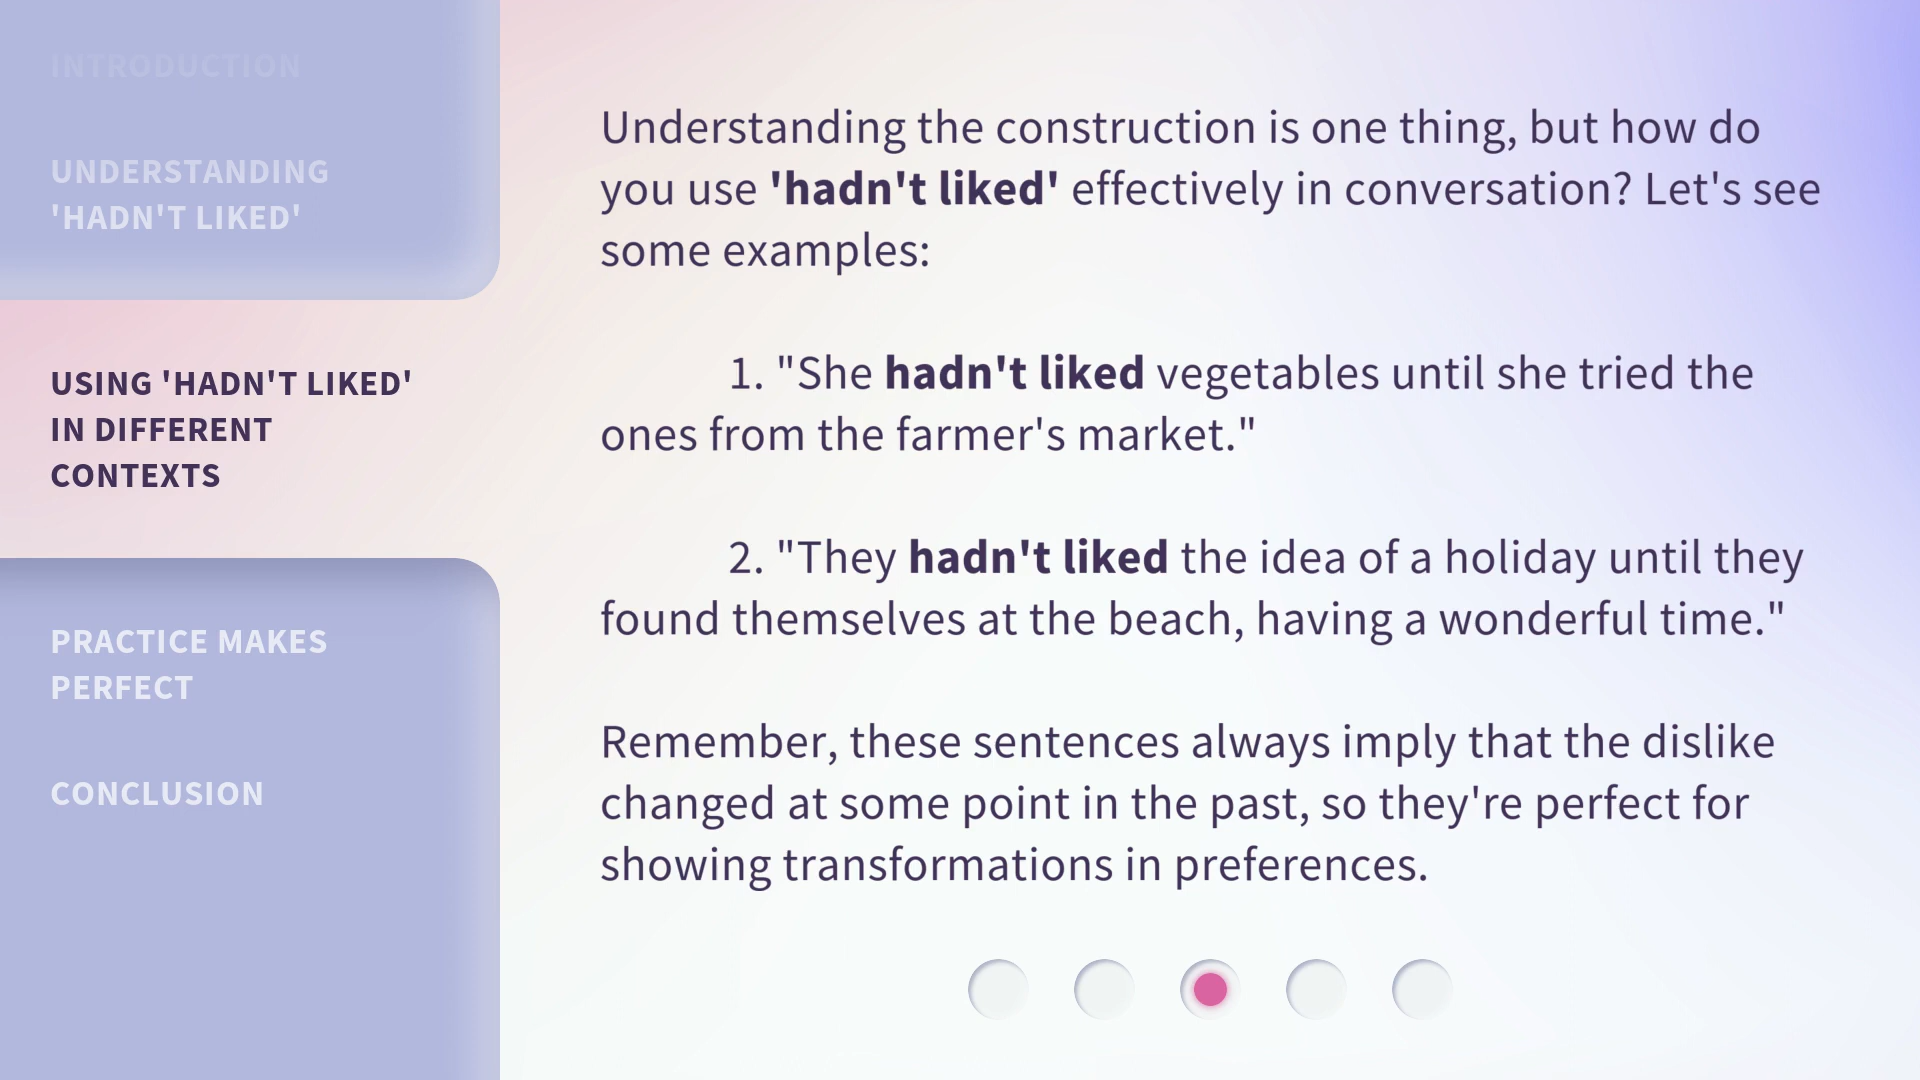 INTRODUCTION
UNDERSTANDING
'HADN'T LIKED'
USING 'HADN'T LIKED'
IN DIFFERENT
CONTEXTS
PRACTICE MAKES
PERFECT
CONCLUSION
Understanding the construction is one thing, but how do
you use 'hadn't liked' effectively in conversation? Let's see
some examples:
1. "She hadn't liked vegetables until she tried the
ones from the farmer's market."
2. "They hadn't liked the idea of a holiday until they
found themselves at the beach, having a wonderful time."
Remember, these sentences always imply that the dislike
changed at some point in the past, so they're perfect for
showing transformations in preferences.